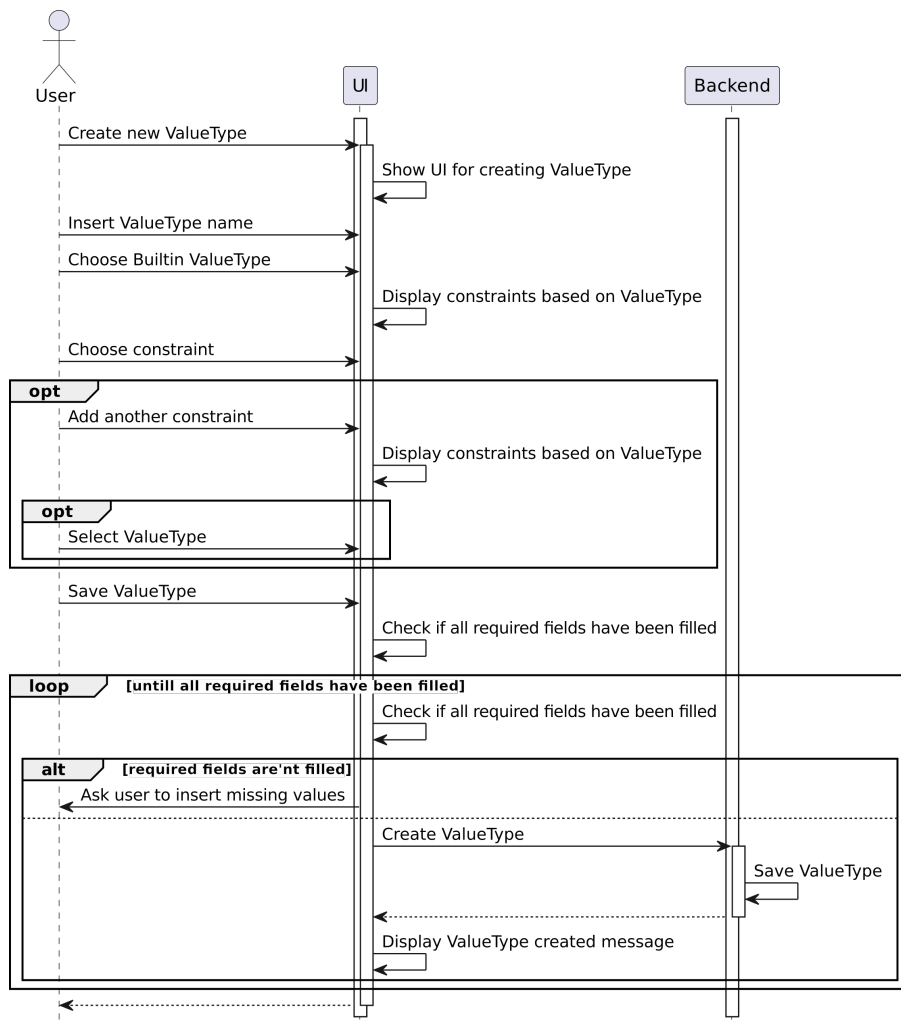 User
UI
Backend
Create new ValueType
Show UI for creating ValueType
Insert ValueType name
Choose Builtin ValueType
Display constraints based on ValueType
Choose constraint
opt
Add another constraint
Display constraints based on ValueType
opt
Select ValueType
Save ValueType
Check if all required fields have been filled
loop [untill all required fields have been filled]
Check if all required fields have been filled
alt [required fields are'nt filled]
Ask user to insert missing values
Create ValueType
Save ValueType
Display ValueType created message